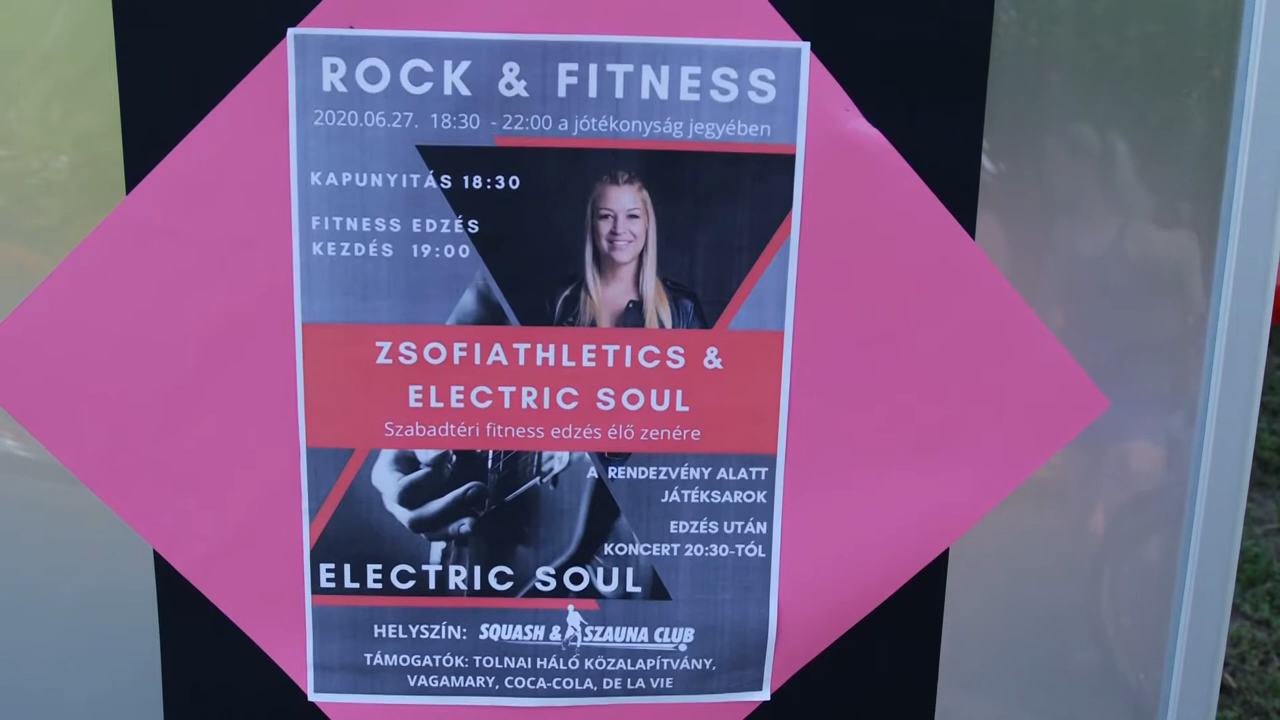 ROCK & FITNESS
2020.06.27. 18:30 - 22:00 a jótékonyság jegyében
KAPUNYITÁS 18:30
FITNESS EDZÉS
KEZDÉS 19:00
ZSOFIATHLETICS &
ELECTRIC SOUL
Szabadtéri fitness edzés élő zenére
A RENDEZVÉNY ALATT
JÁTÉKSAROK
EDZÉS UTÁN
KONCERT 20:30-TÓL
ELECTRIC SOUL
HELYSZÍN: SQUASH & SZAUNA CLUB
TÁMOGATÓK: TOLNAI HÁLÓ KÖZALAPÍTVÁNY,
VAGAMARY, COCA-COLA, DE LA VIE